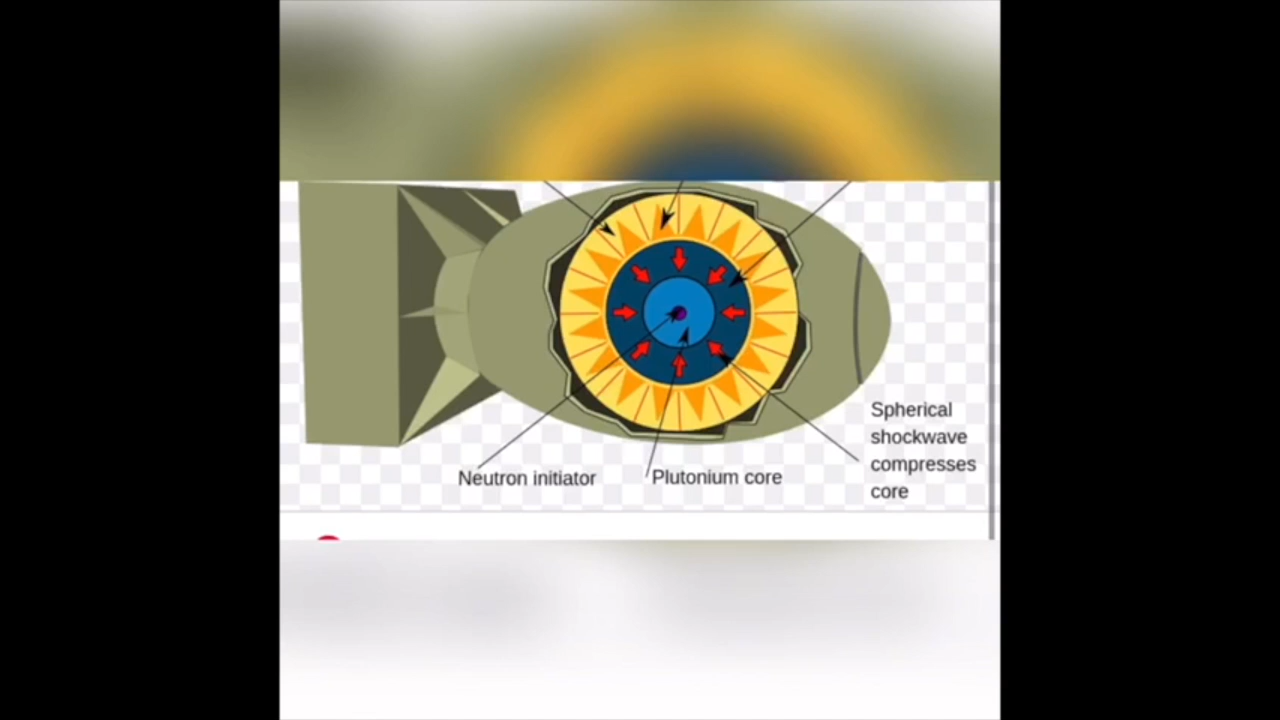 Spherical
shockwave
compresses
core
Neutron initiator
Plutonium core